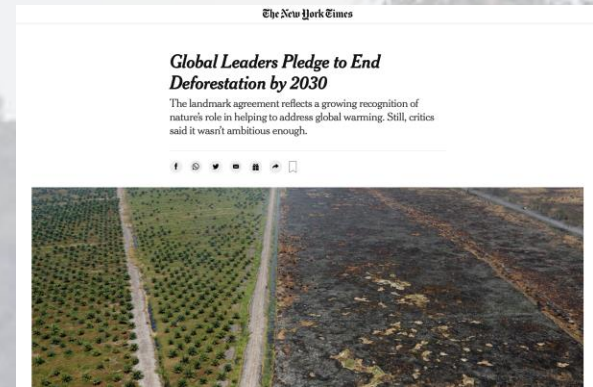 The New York Times
Global Leaders Pledge to End
Deforestation by 2030
The landmark agreement reflects a growing recognition of
nature's role in helping to address global warming. Still, critics
said it wasn't ambitious enough.